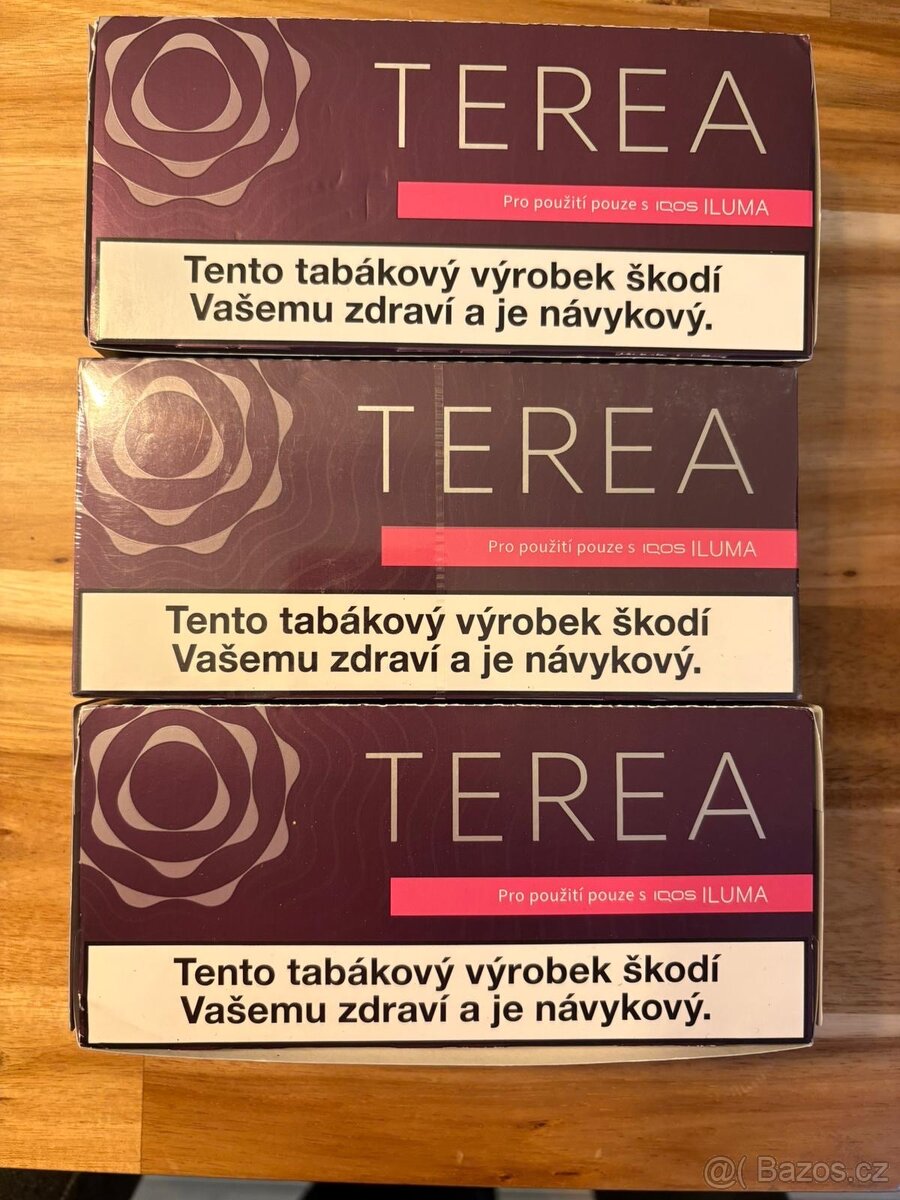 TEREA
Pro použití pouze s IQOS ILUMA
Tento tabákový výrobek škodí
Vašemu zdraví a je návykový.
TEREA
Pro použití pouze s IQOS ILUMA
Tento tabákový výrobek škodí
Vašemu zdraví a je návykový.
TEREA
Pro použití pouze s IQOS ILUMA
Tento tabákový výrobek škodí
Vašemu zdraví a je návykový.
@( Bazos.cz